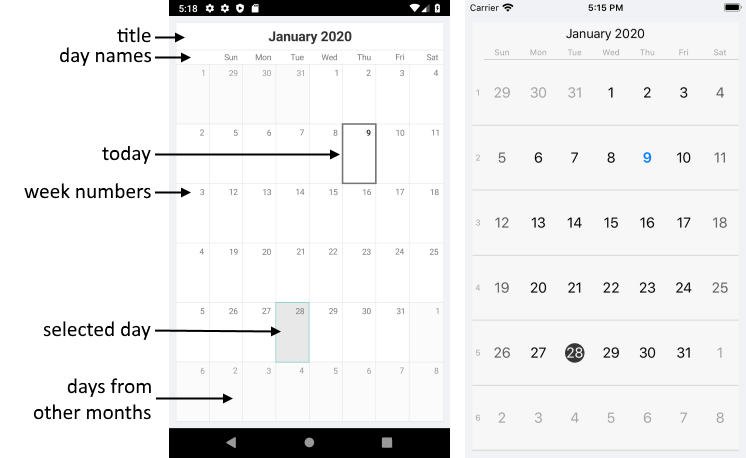 title
day names
today
week numbers
selected day
days from
other months
5:18
January 2020
Sun Mon Tue Wed Thu Fri Sat
1 29 30 31 1 2 3 4
2 5 6 7 8 9 10 11
3 12 13 14 15 16 17 18
4 19 20 21 22 23 24 25
5 26 27 28 29 30 31 1
6 2 3 4 5 6 7 8
Carrier 5:15 PM
January 2020
Sun Mon Tue Wed Thu Fri Sat
1 29 30 31 1 2 3 4
2 5 6 7 8 9 10 11
3 12 13 14 15 16 17 18
4 19 20 21 22 23 24 25
5 26 27 28 29 30 31 1
6 2 3 4 5 6 7 8